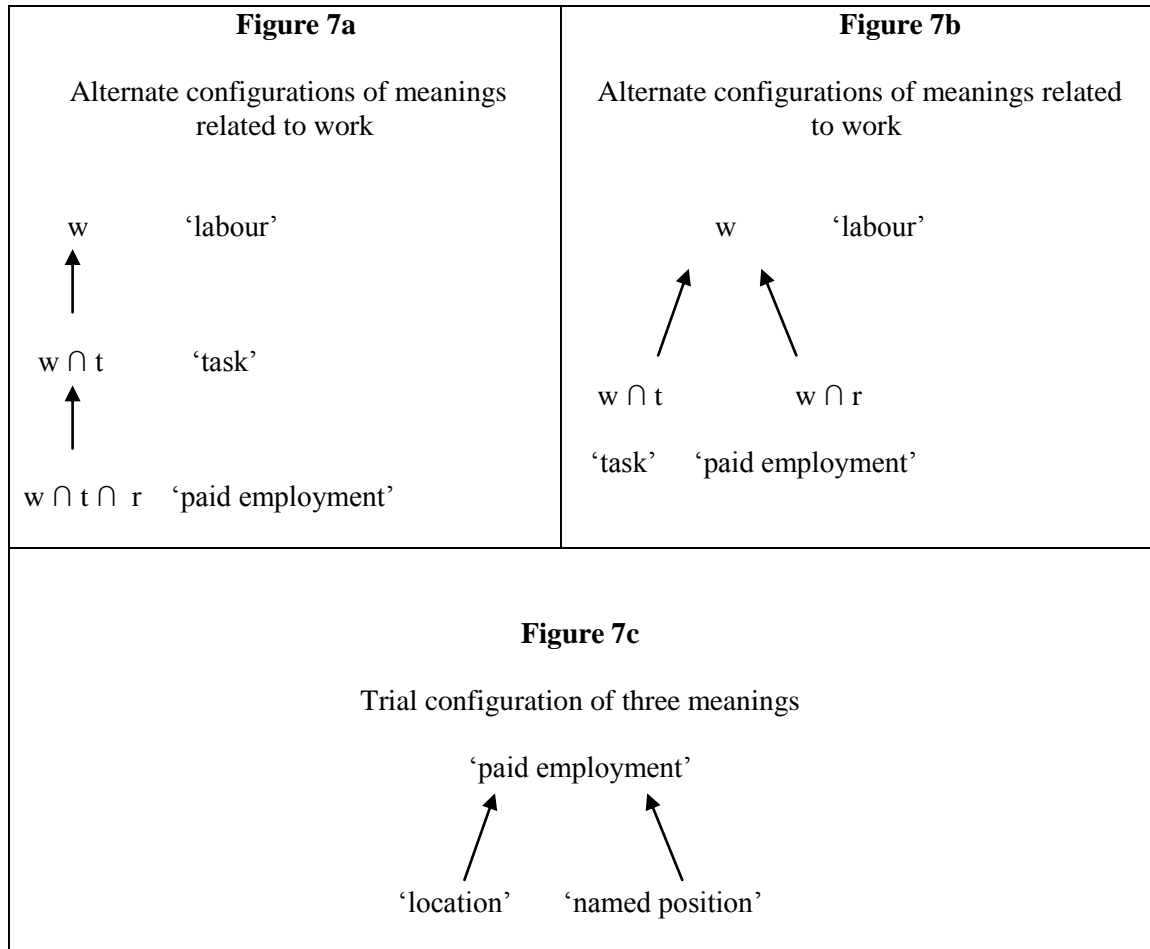 Figure 7a
Alternate configurations of meanings
related to work
w ‘labour’
w ∩ t ‘task’
w ∩ t ∩ r ‘paid employment’
Figure 7b
Alternate configurations of meanings related
to work
w ‘labour’
w ∩ t w ∩ r
‘task’ ‘paid employment’
Figure 7c
Trial configuration of three meanings
‘paid employment’
‘location’ ‘named position’